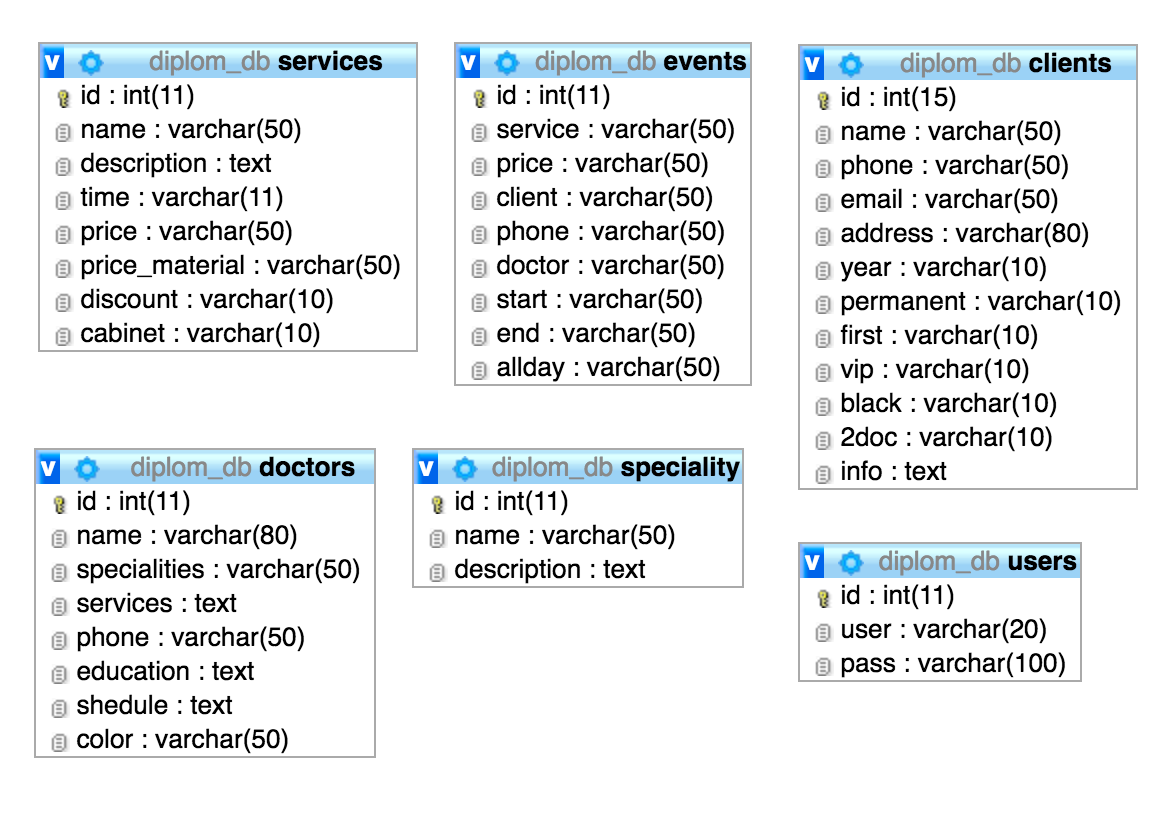 v diplom_db services
id : int(11)
name : varchar(50)
description : text
time : varchar(11)
price : varchar(50)
price_material : varchar(50)
discount : varchar(10)
cabinet : varchar(10)
v diplom_db events
id : int(11)
service : varchar(50)
price : varchar(50)
client : varchar(50)
phone : varchar(50)
doctor : varchar(50)
start : varchar(50)
end : varchar(50)
allday : varchar(50)
v diplom_db clients
id : int(15)
name : varchar(50)
phone : varchar(50)
email : varchar(50)
address : varchar(80)
year : varchar(10)
permanent : varchar(10)
first : varchar(10)
vip : varchar(10)
black : varchar(10)
2doc : varchar(10)
info : text
v diplom_db doctors
id : int(11)
name : varchar(80)
specialities : varchar(50)
services : text
phone : varchar(50)
education : text
shedule : text
color : varchar(50)
v diplom_db speciality
id : int(11)
name : varchar(50)
description : text
v diplom_db users
id : int(11)
user : varchar(20)
pass : varchar(100)